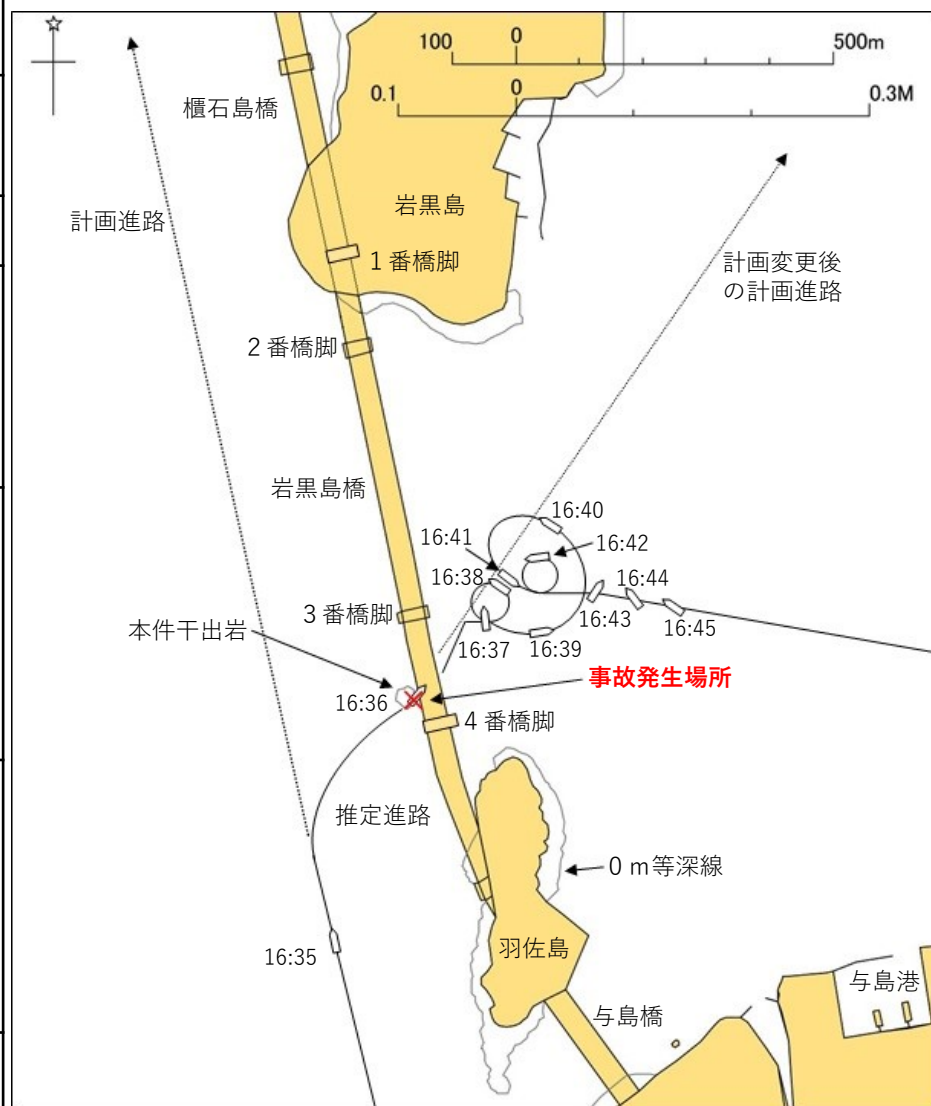 100 0 500m
0.1 0 0.3M
櫃石島橋
計画進路
岩黒島
1番橋脚
計画変更後
の計画進路
2番橋脚
岩黒島橋
16:40
16:41
16:42
16:38
16:44
3番橋脚
16:43
16:45
本件干出岩
16:37
16:39
事故発生場所
16:36
4番橋脚
推定進路
0m等深線
16:35
羽佐島
与島港
与島橋